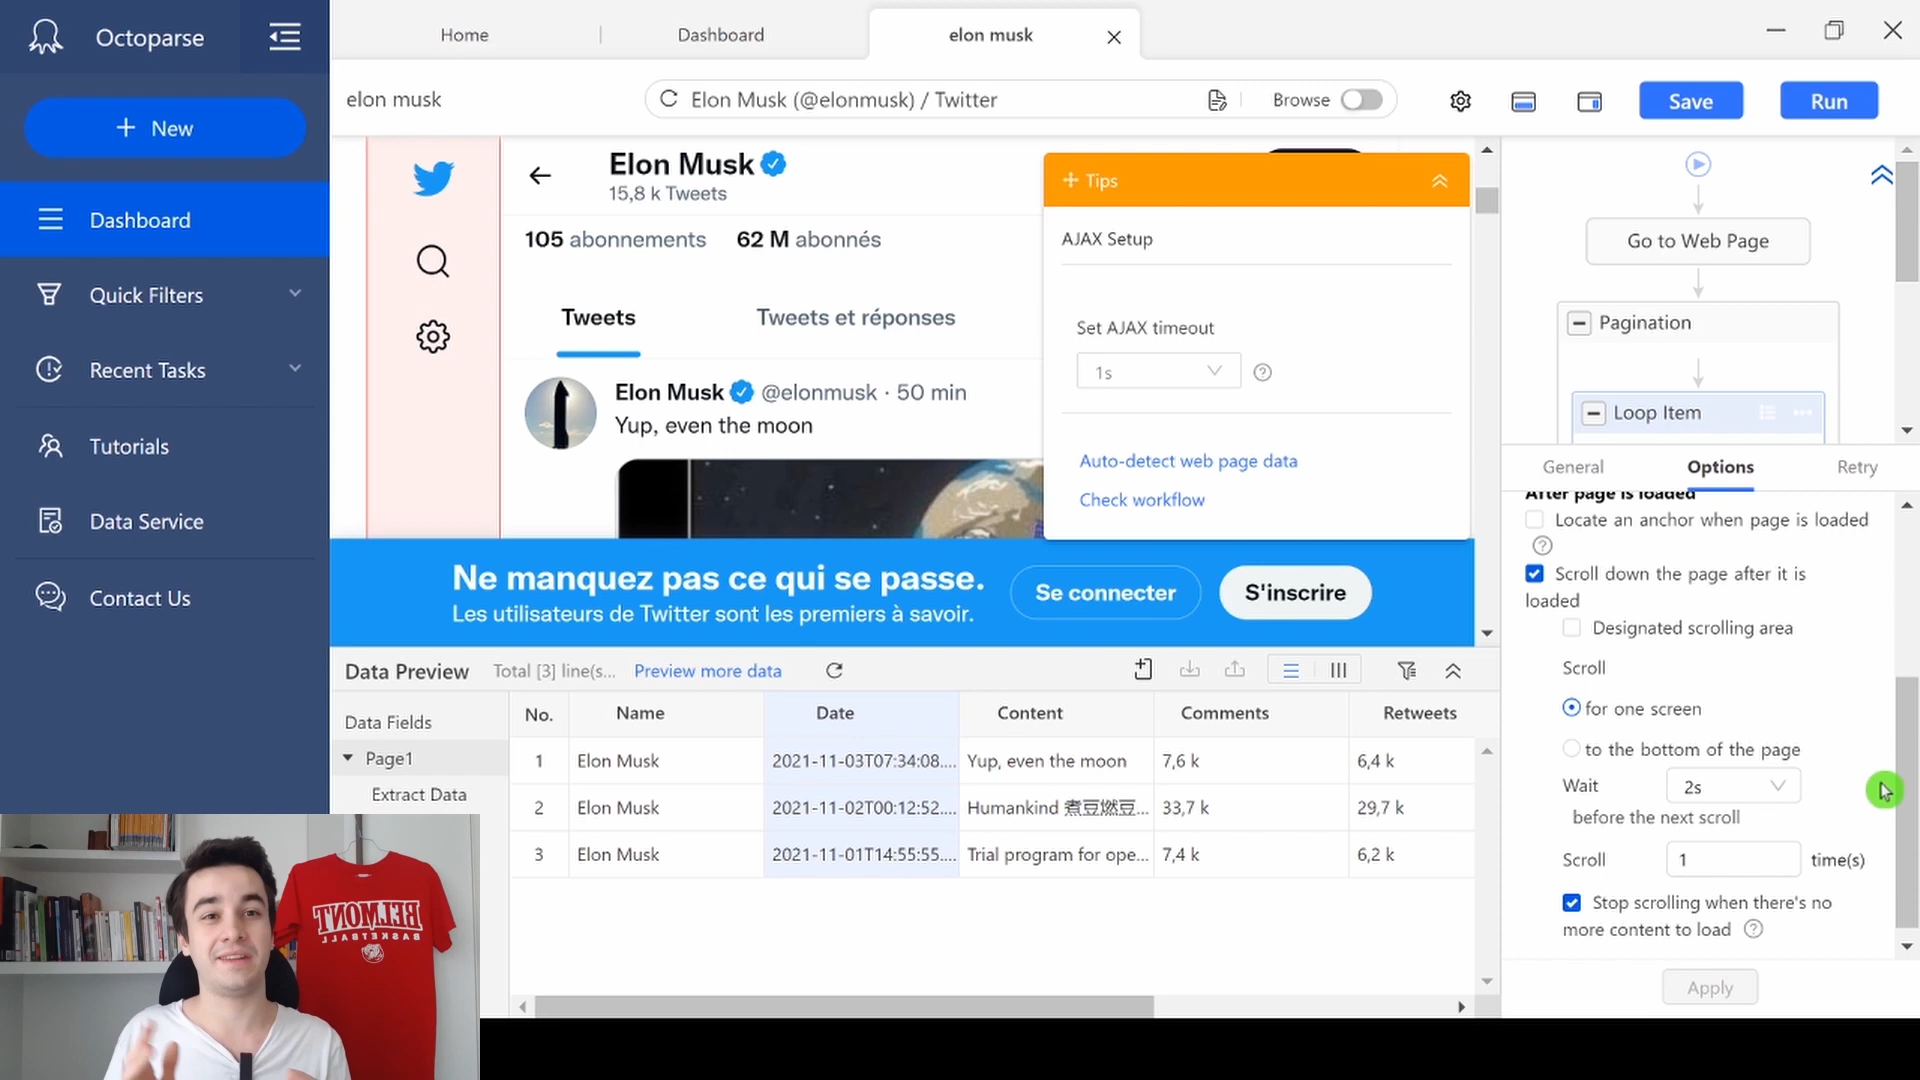 Octoparse
Home
Dashboard
elon musk
New
Dashboard
Quick Filters
Recent Tasks
Tutorials
Data Service
Contact Us
elon musk
Elon Musk (@elonmusk) / Twitter
Browse
Save
Run
Elon Musk
15,8 k Tweets
105 abonnements 62 M abonnés
Tweets
Tweets et réponses
Elon Musk @elonmusk · 50 min
Yup, even the moon
Tips
AJAX Setup
Set AJAX timeout
1s
Auto-detect web page data
Check workflow
Ne manquez pas ce qui se passe.
Les utilisateurs de Twitter sont les premiers à savoir.
Se connecter
S'inscrire
Go to Web Page
Pagination
Loop Item
General
Options
Retry
After page is loaded
Locate an anchor when page is loaded
Scroll down the page after it is
loaded
Designated scrolling area
Scroll
for one screen
to the bottom of the page
Wait
2s
before the next scroll
Scroll
1
time(s)
Stop scrolling when there's no
more content to load
Apply
Data Preview
Total [3] line(s...
Preview more data
Data Fields
Page1
Extract Data
No. Name Date Content Comments Retweets
1 Elon Musk 2021-11-03T07:34:08.... Yup, even the moon 7,6 k 6,4 k
2 Elon Musk 2021-11-02T00:12:52.... Humankind 煮豆燃豆... 33,7 k 29,7 k
3 Elon Musk 2021-11-01T14:55:55.... Trial program for ope... 7,4 k 6,2 k
BELMONT
BASKETBALL